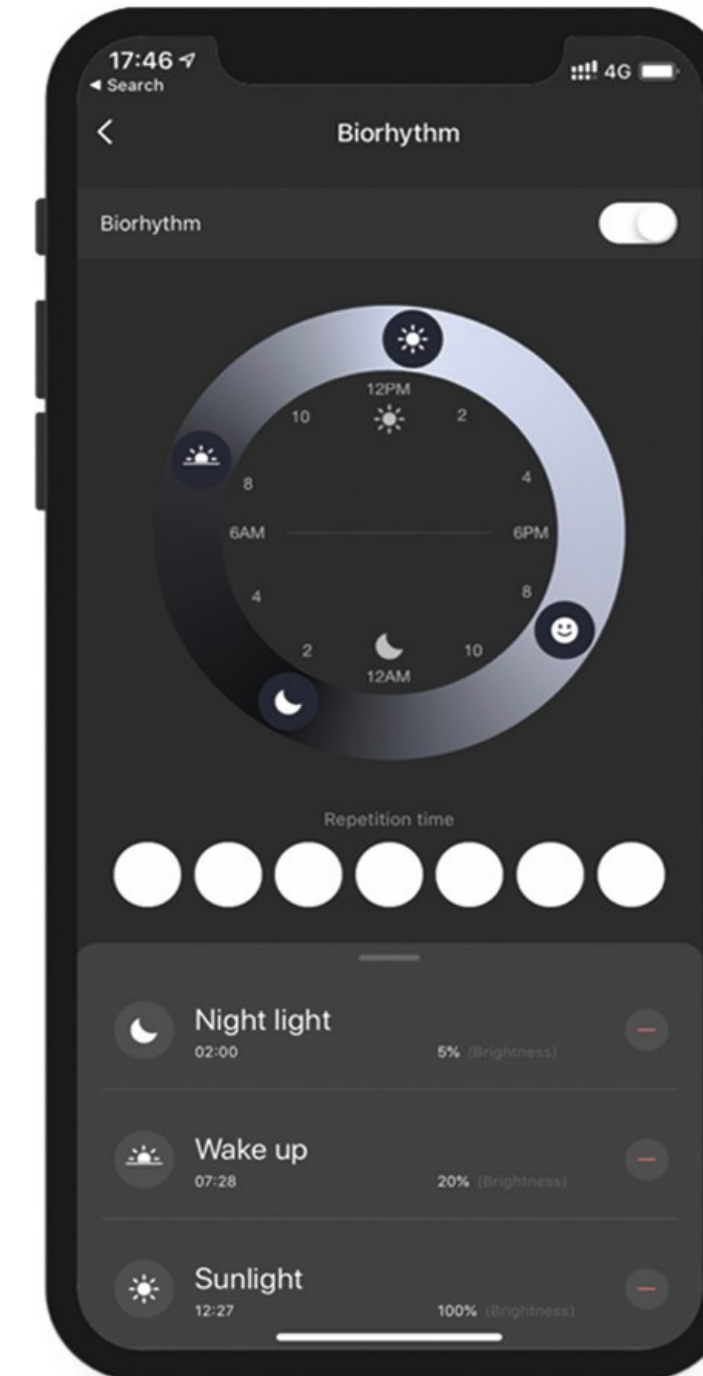 17:46
4G
◀ Search
Biorhythm
Biorhythm
12PM
10
2
8
4
6AM
6PM
4
8
2
10
12AM
Repetition time
Night light
02:00
5% (Brightness)
Wake up
07:28
20% (Brightness)
Sunlight
12:27
100% (Brightness)